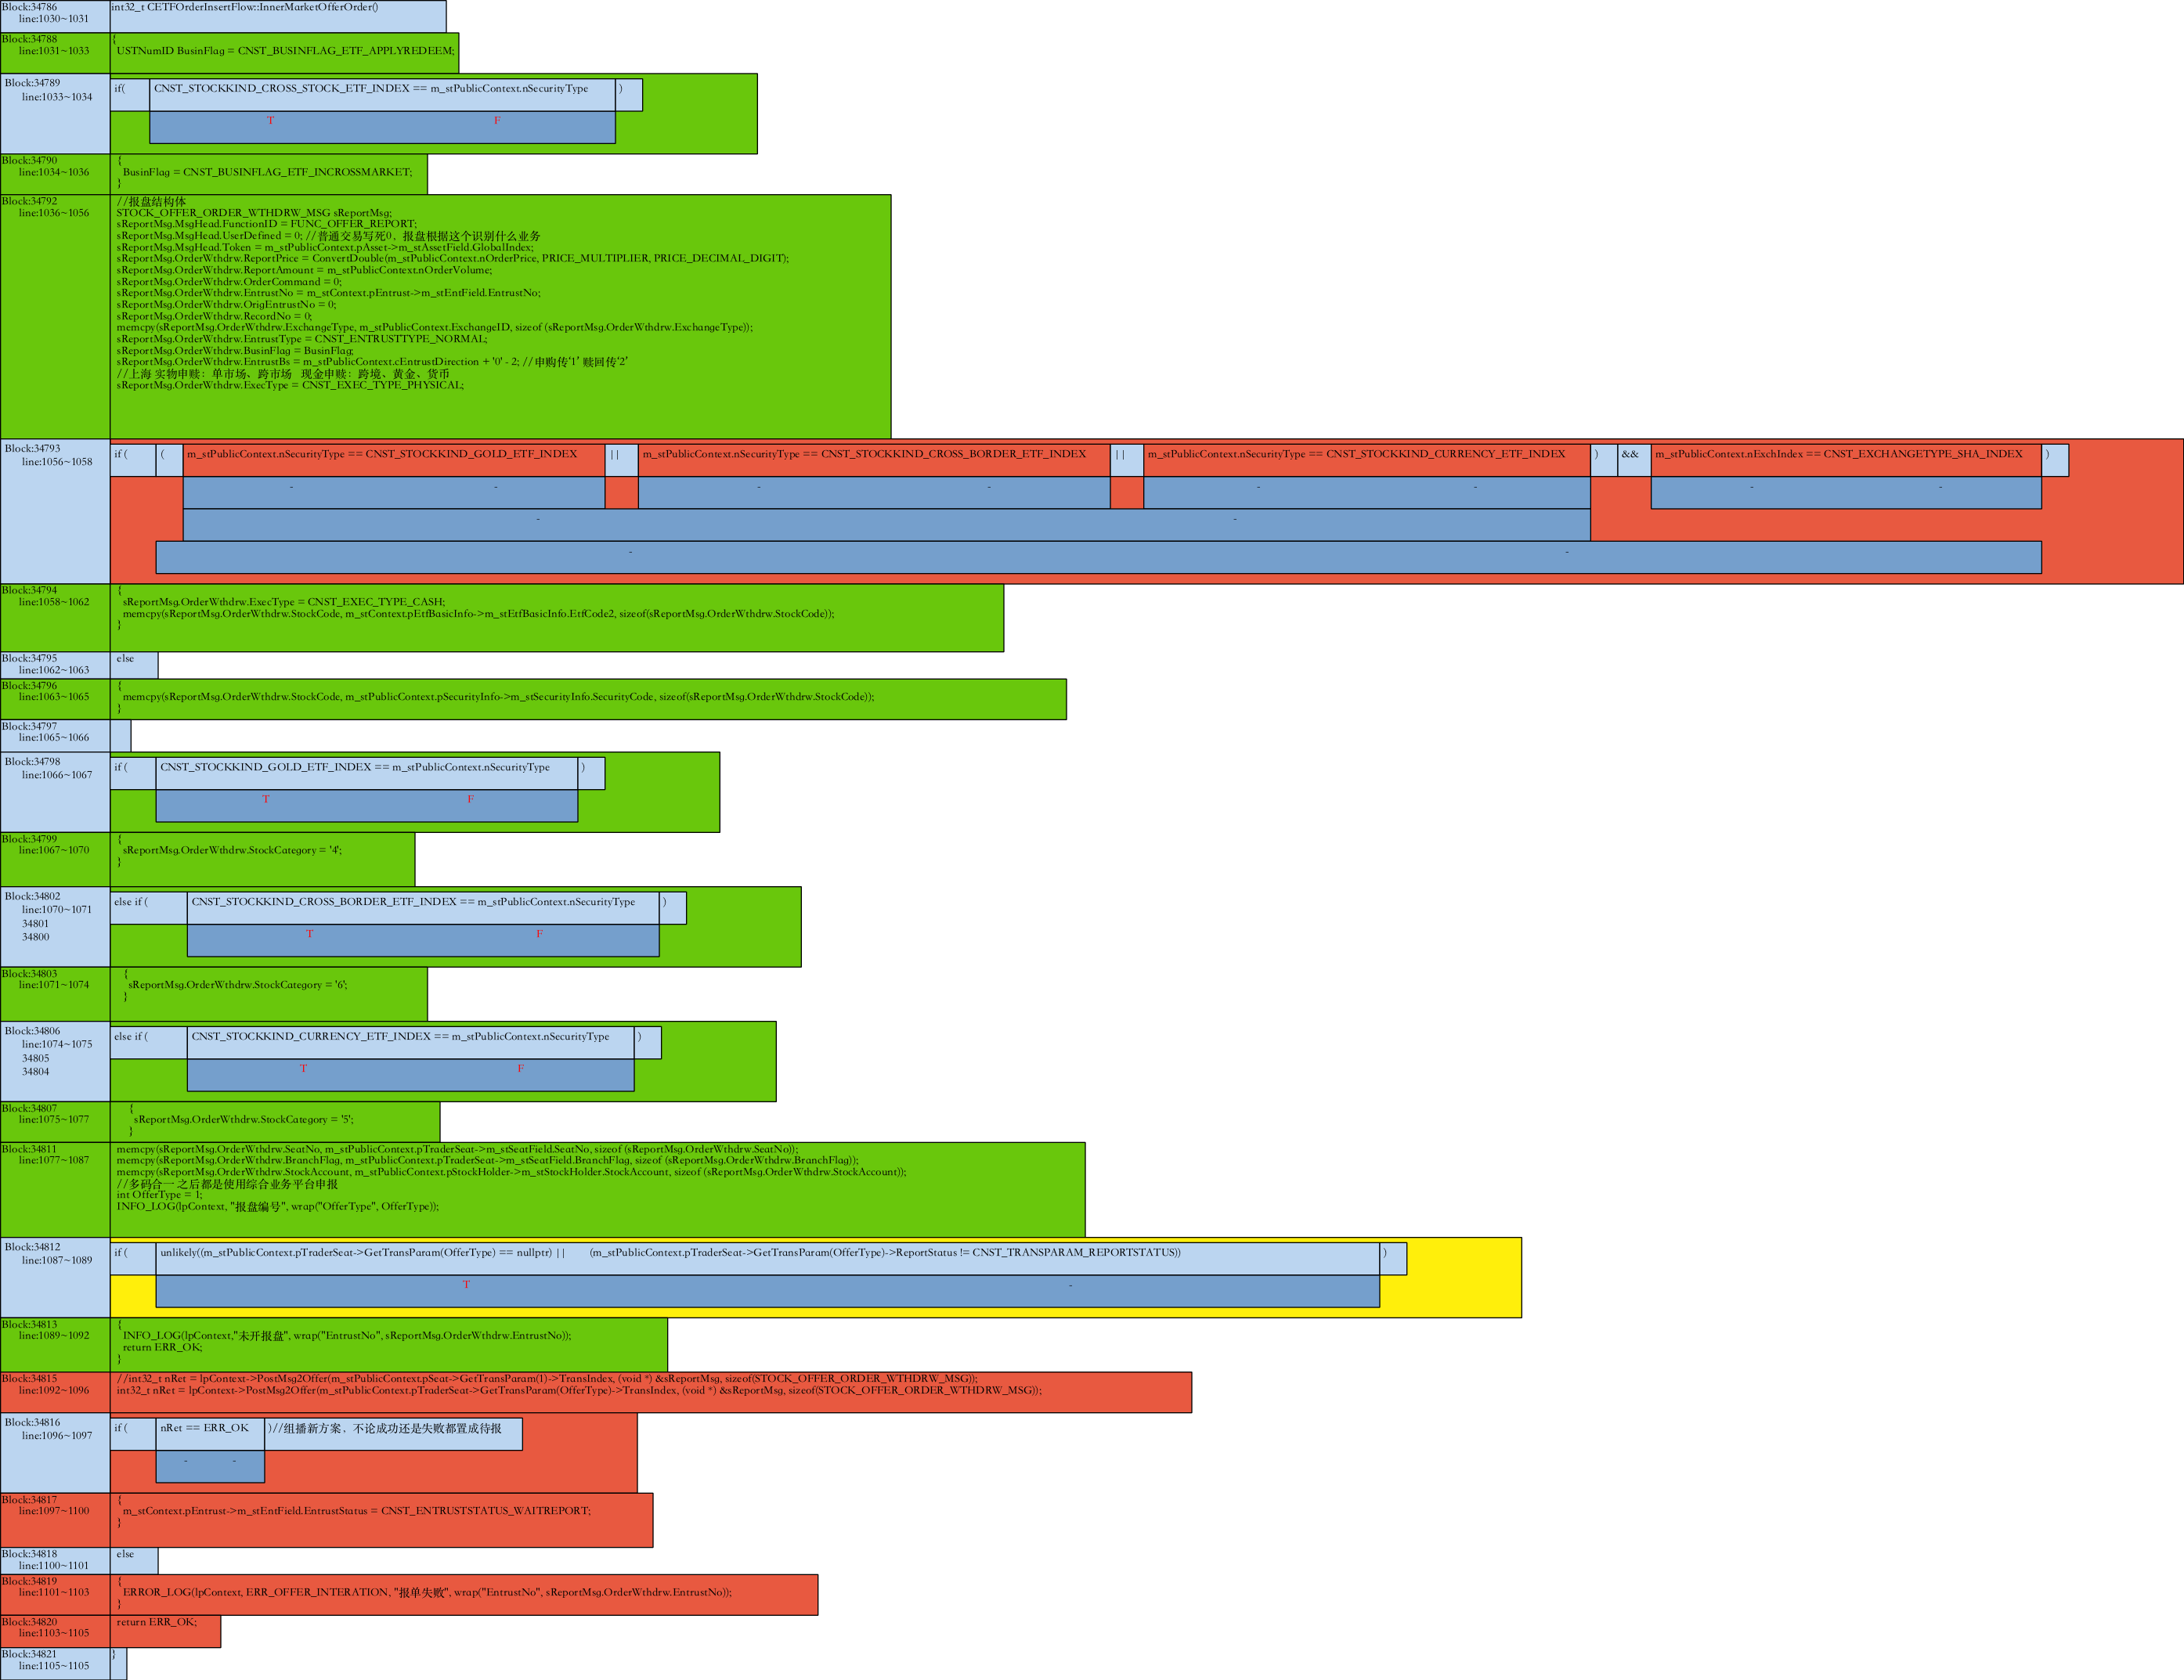 Block:34786
line:1030~1031
int32_t CETFOrderInsertFlow::InnerMarketOfferOrder()
Block:34788
line:1031~1033
{
USTNumID BusinFlag = CNST_BUSINFLAG_ETF_APPLYREDEEM;
Block:34789
line:1033~1034
if( CNST_STOCKKIND_CROSS_STOCK_ETF_INDEX == m_stPublicContext.nSecurityType )
T F
Block:34790
line:1034~1036
{
BusinFlag = CNST_BUSINFLAG_ETF_INCROSSMARKET;
}
Block:34792
line:1036~1056
//报盘结构体
STOCK_OFFER_ORDER_WTHDRW_MSG sReportMsg;
sReportMsg.MsgHead.FunctionID = FUNC_OFFER_REPORT;
sReportMsg.MsgHead.UserDefined = 0; //普通交易写死0，报盘根据这个识别什么业务
sReportMsg.MsgHead.Token = m_stPublicContext.pAsset->m_stAssetField.GlobalIndex;
sReportMsg.OrderWthdrw.ReportPrice = ConvertDouble(m_stPublicContext.nOrderPrice, PRICE_MULTIPLIER, PRICE_DECIMAL_DIGIT);
sReportMsg.OrderWthdrw.ReportAmount = m_stPublicContext.nOrderVolume;
sReportMsg.OrderWthdrw.OrderCommand = 0;
sReportMsg.OrderWthdrw.EntrustNo = m_stContext.pEntrust->m_stEntField.EntrustNo;
sReportMsg.OrderWthdrw.OrigEntrustNo = 0;
sReportMsg.OrderWthdrw.RecordNo = 0;
memcpy(sReportMsg.OrderWthdrw.ExchangeType, m_stPublicContext.ExchangeID, sizeof (sReportMsg.OrderWthdrw.ExchangeType));
sReportMsg.OrderWthdrw.EntrustType = CNST_ENTRUSTTYPE_NORMAL;
sReportMsg.OrderWthdrw.BusinFlag = BusinFlag;
sReportMsg.OrderWthdrw.EntrustBs = m_stPublicContext.cEntrustDirection + '0' - 2; //申购传‘1’ 赎回传‘2’
//上海 实物申赎：单市场、跨市场 现金申赎：跨境、黄金、货币
sReportMsg.OrderWthdrw.ExecType = CNST_EXEC_TYPE_PHYSICAL;
Block:34793
line:1056~1058
if ( ( m_stPublicContext.nSecurityType == CNST_STOCKKIND_GOLD_ETF_INDEX || m_stPublicContext.nSecurityType == CNST_STOCKKIND_CROSS_BORDER_ETF_INDEX || m_stPublicContext.nSecurityType == CNST_STOCKKIND_CURRENCY_ETF_INDEX ) && m_stPublicContext.nExchIndex == CNST_EXCHANGETYPE_SHA_INDEX )
- - - - - - - -
- -
- -
Block:34794
line:1058~1062
{
sReportMsg.OrderWthdrw.ExecType = CNST_EXEC_TYPE_CASH;
memcpy(sReportMsg.OrderWthdrw.StockCode, m_stContext.pEtfBasicInfo->m_stEtfBasicInfo.EtfCode2, sizeof(sReportMsg.OrderWthdrw.StockCode));
}
Block:34795
line:1062~1063
else
Block:34796
line:1063~1065
{
memcpy(sReportMsg.OrderWthdrw.StockCode, m_stPublicContext.pSecurityInfo->m_stSecurityInfo.SecurityCode, sizeof(sReportMsg.OrderWthdrw.StockCode));
}
Block:34797
line:1065~1066
Block:34798
line:1066~1067
if ( CNST_STOCKKIND_GOLD_ETF_INDEX == m_stPublicContext.nSecurityType )
T F
Block:34799
line:1067~1070
{
sReportMsg.OrderWthdrw.StockCategory = '4';
}
Block:34802
line:1070~1071
34801
34800
else if ( CNST_STOCKKIND_CROSS_BORDER_ETF_INDEX == m_stPublicContext.nSecurityType )
T F
Block:34803
line:1071~1074
{
sReportMsg.OrderWthdrw.StockCategory = '6';
}
Block:34806
line:1074~1075
34805
34804
else if ( CNST_STOCKKIND_CURRENCY_ETF_INDEX == m_stPublicContext.nSecurityType )
T F
Block:34807
line:1075~1077
{
sReportMsg.OrderWthdrw.StockCategory = '5';
}
Block:34811
line:1077~1087
memcpy(sReportMsg.OrderWthdrw.SeatNo, m_stPublicContext.pTraderSeat->m_stSeatField.SeatNo, sizeof (sReportMsg.OrderWthdrw.SeatNo));
memcpy(sReportMsg.OrderWthdrw.BranchFlag, m_stPublicContext.pTraderSeat->m_stSeatField.BranchFlag, sizeof (sReportMsg.OrderWthdrw.BranchFlag));
memcpy(sReportMsg.OrderWthdrw.StockAccount, m_stPublicContext.pStockHolder->m_stStockHolder.StockAccount, sizeof (sReportMsg.OrderWthdrw.StockAccount));
//多码合一 之后都是使用综合业务平台申报
int OfferType = 1;
INFO_LOG(lpContext, "报盘编号", wrap("OfferType", OfferType));
Block:34812
line:1087~1089
if ( unlikely((m_stPublicContext.pTraderSeat->GetTransParam(OfferType) == nullptr) || (m_stPublicContext.pTraderSeat->GetTransParam(OfferType)->ReportStatus != CNST_TRANSPARAM_REPORTSTATUS)) )
T -
Block:34813
line:1089~1092
{
INFO_LOG(lpContext,"未开报盘", wrap("EntrustNo", sReportMsg.OrderWthdrw.EntrustNo));
return ERR_OK;
}
Block:34815
line:1092~1096
//int32_t nRet = lpContext->PostMsg2Offer(m_stPublicContext.pSeat->GetTransParam(1)->TransIndex, (void *) &sReportMsg, sizeof(STOCK_OFFER_ORDER_WTHDRW_MSG));
int32_t nRet = lpContext->PostMsg2Offer(m_stPublicContext.pTraderSeat->GetTransParam(OfferType)->TransIndex, (void *) &sReportMsg, sizeof(STOCK_OFFER_ORDER_WTHDRW_MSG));
Block:34816
line:1096~1097
if ( nRet == ERR_OK )//组播新方案，不论成功还是失败都置成待报
- -
Block:34817
line:1097~1100
{
m_stContext.pEntrust->m_stEntField.EntrustStatus = CNST_ENTRUSTSTATUS_WAITREPORT;
}
Block:34818
line:1100~1101
else
Block:34819
line:1101~1103
{
ERROR_LOG(lpContext, ERR_OFFER_INTERATION, "报单失败", wrap("EntrustNo", sReportMsg.OrderWthdrw.EntrustNo));
}
Block:34820
line:1103~1105
return ERR_OK;
Block:34821
line:1105~1105
}